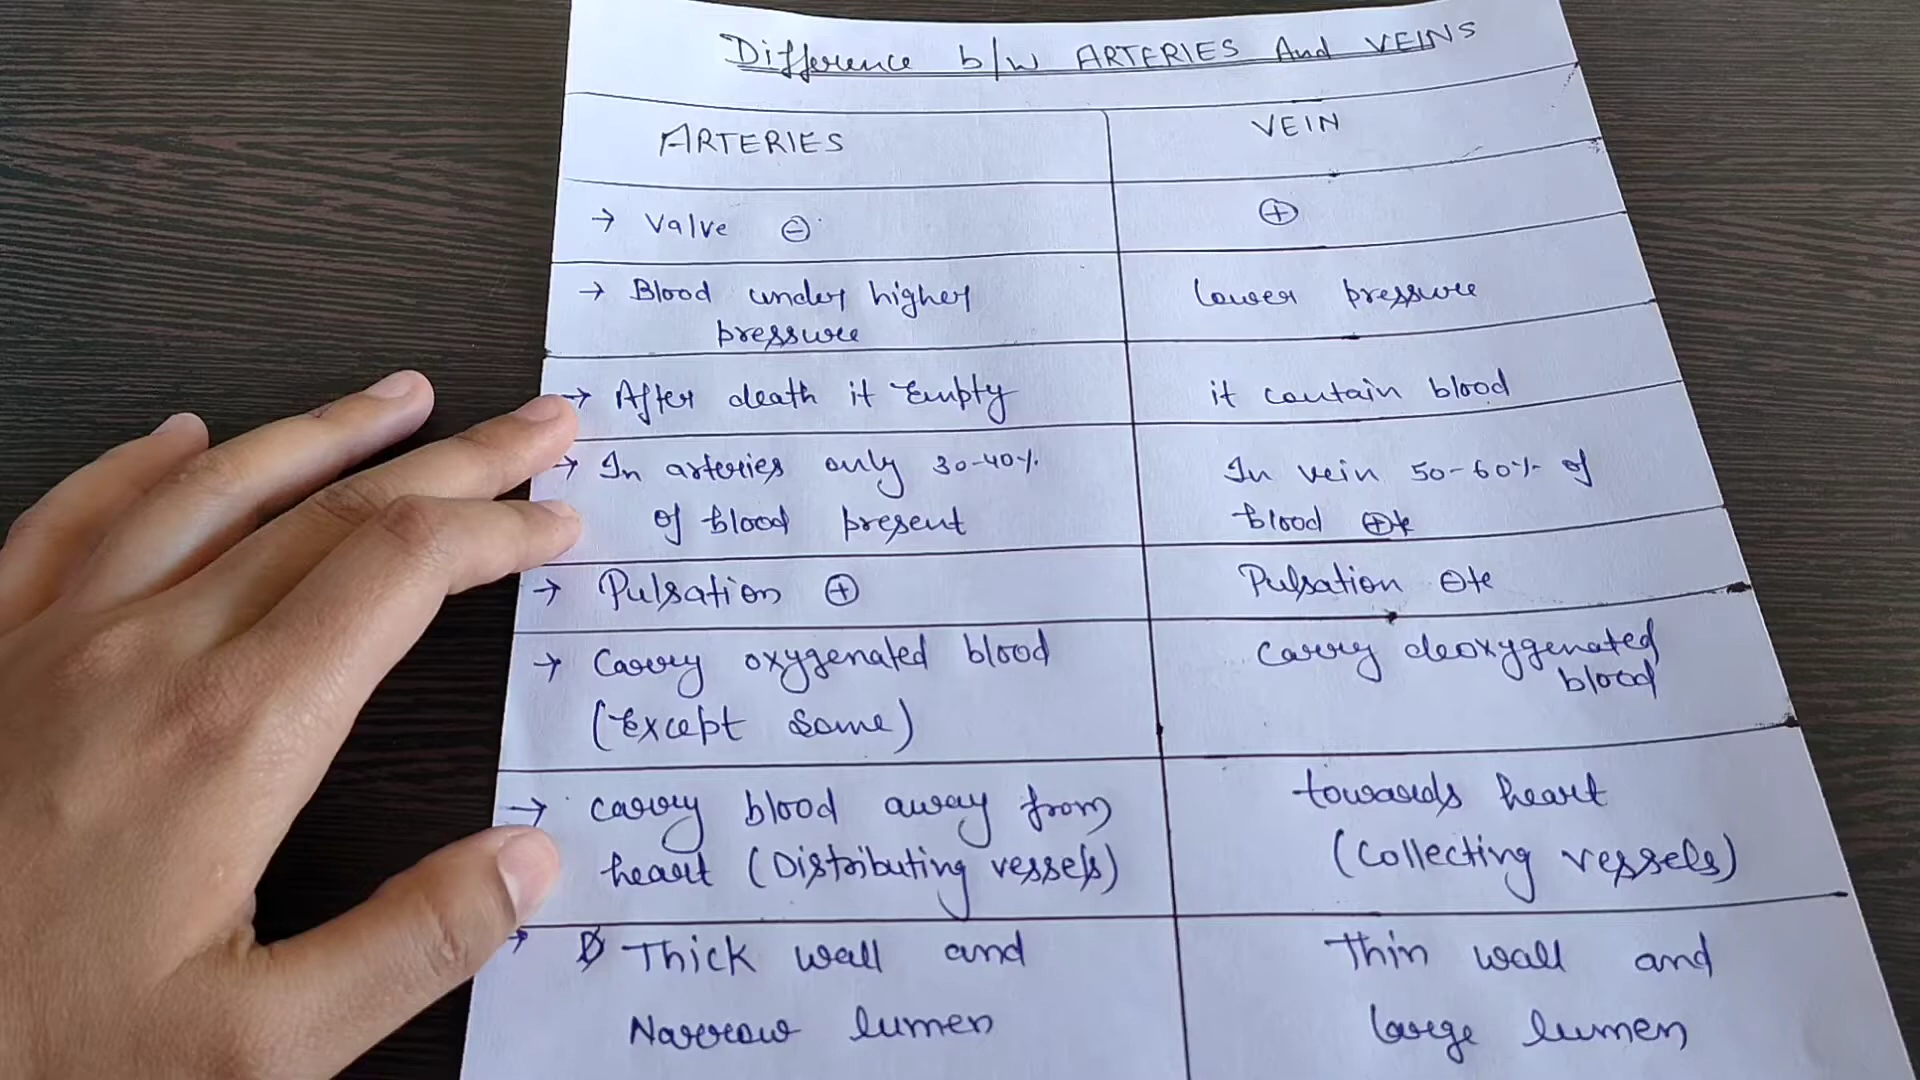 Difference b/w ARTERIES And VEINS
ARTERIES
VEIN
→ Valve ⊖
⊕
→ Blood under higher
pressure
lower pressure
→ After death it Empty
it contain blood
→ In arteries only 30-40%
of blood present
In vein 50-60% of
blood ⊕te
→ Pulsation ⊕
Pulsation ⊖te
→ Carry oxygenated blood
(Except some)
carry deoxygenated
blood
→ carry blood away from
heart (Distributing vessels)
towards heart
(Collecting vessels)
→ Thick wall and
Narrow lumen
Thin wall and
large lumen